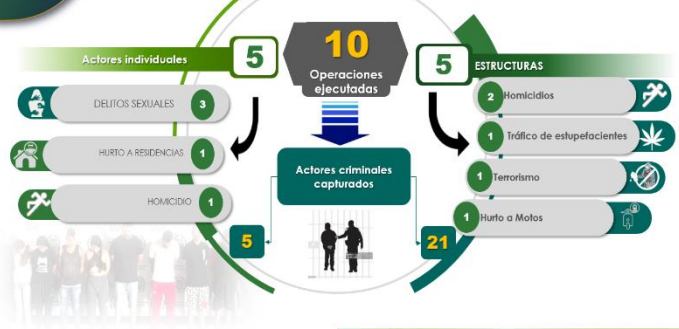 Actores individuales
5
DELITOS SEXUALES 3
HURTO A RESIDENCIAS 1
HOMICIDIO 1
10
Operaciones
ejecutadas
Actores criminales
capturados
5
21
5
ESTRUCTURAS
2 Homicidios
1 Tráfico de estupefacientes
1 Terrorismo
1 Hurto a Motos